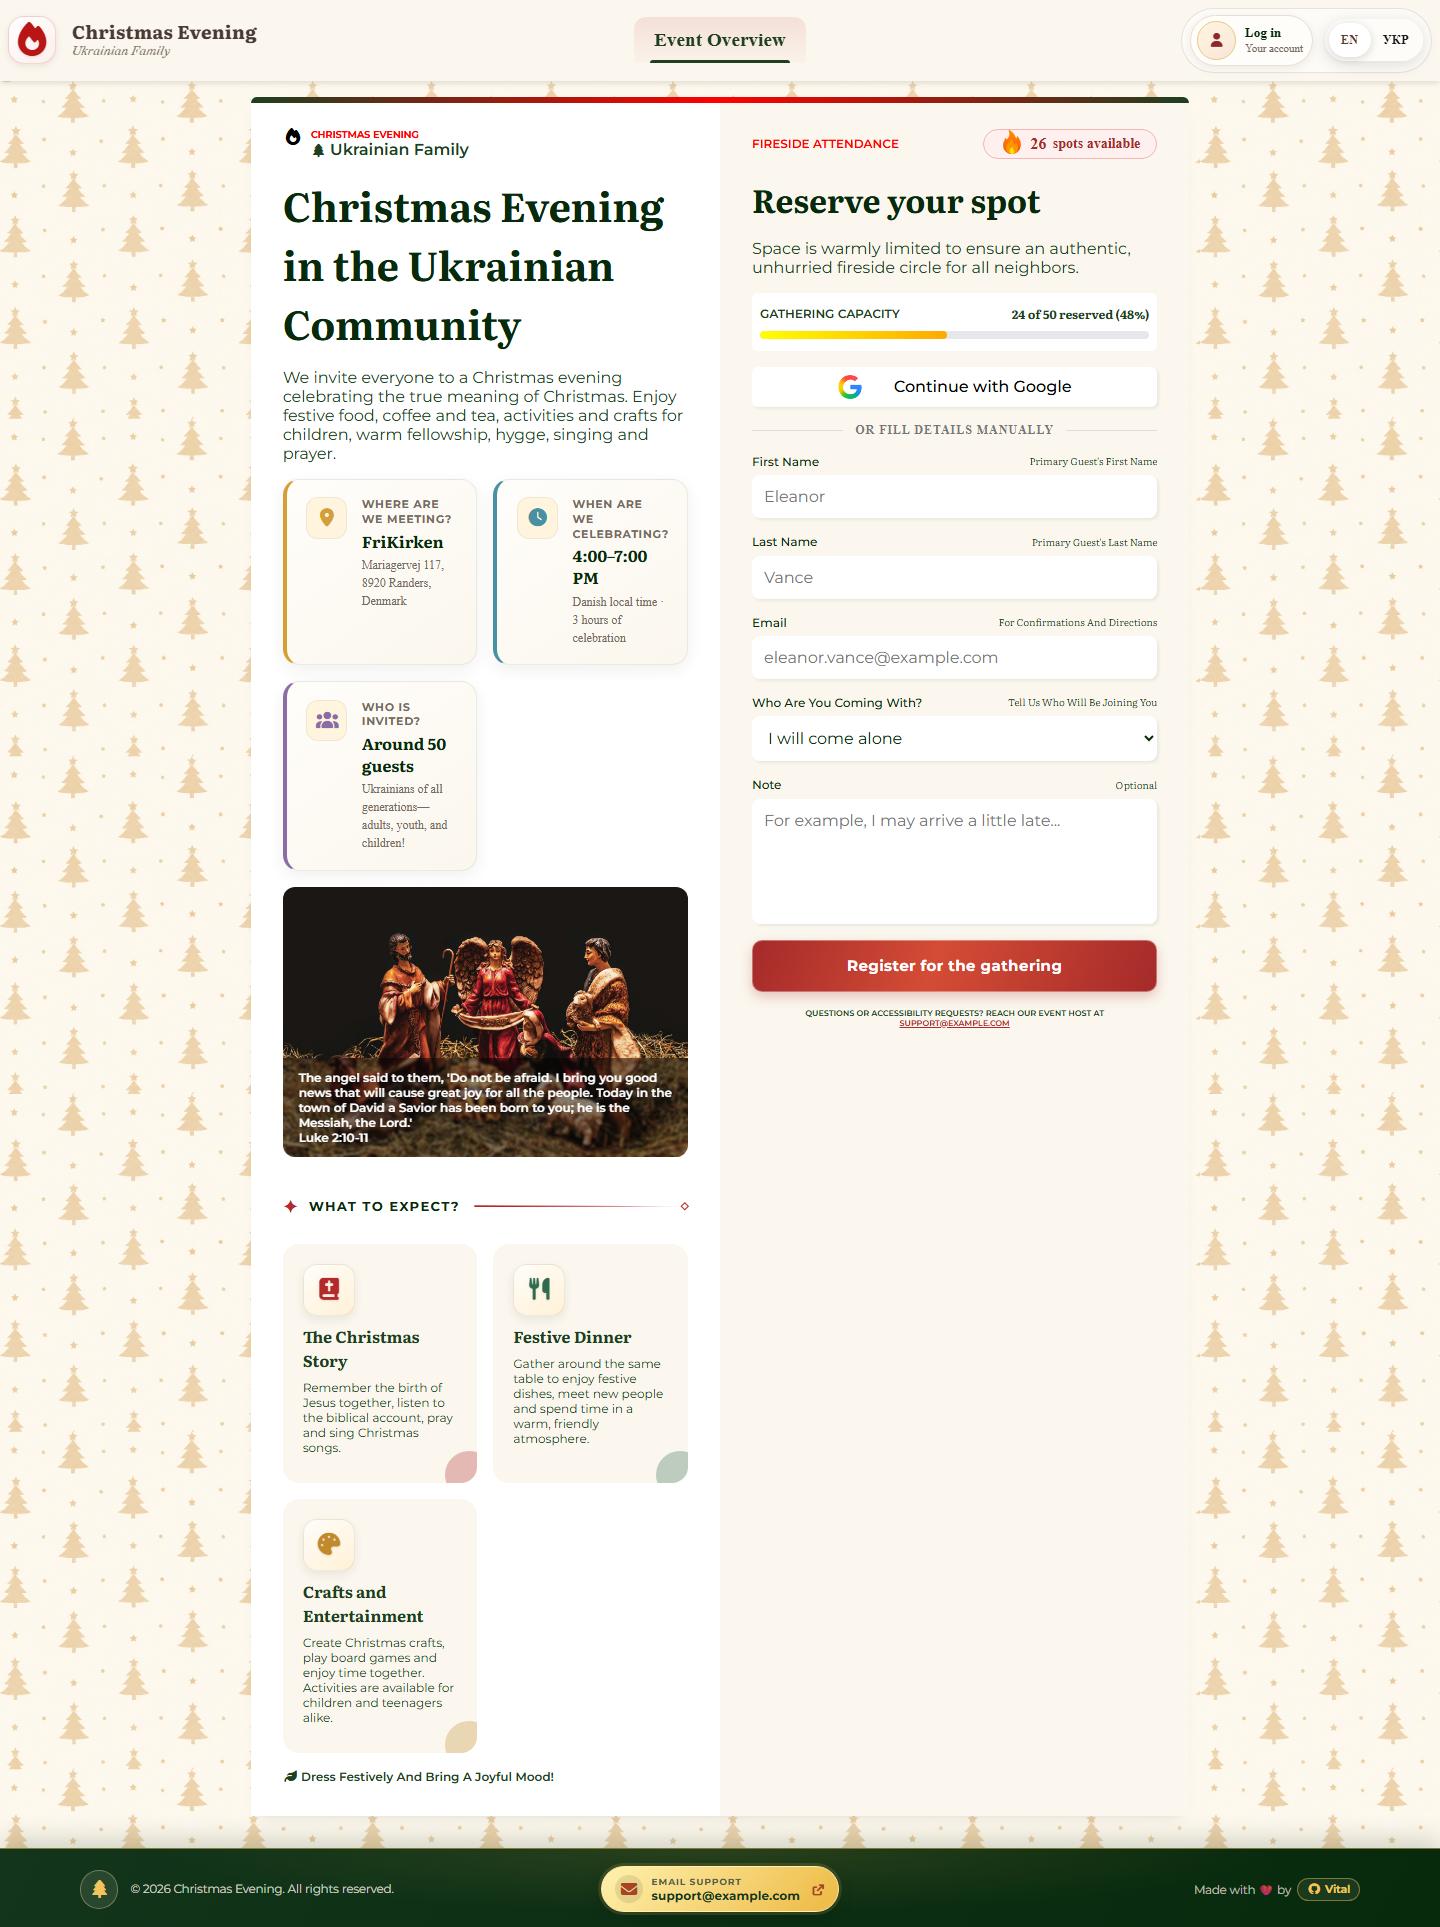 Christmas Evening
Ukrainian Family
Event Overview
Log in
Your account
EN
УКР
CHRISTMAS EVENING
Ukrainian Family
Christmas Evening
in the Ukrainian
Community
We invite everyone to a Christmas evening
celebrating the true meaning of Christmas. Enjoy
festive food, coffee and tea, activities and crafts for
children, warm fellowship, hygge, singing and
prayer.
WHERE ARE
WE MEETING?
FriKirken
Mariagervej 117,
8920 Randers,
Denmark
WHEN ARE
WE
CELEBRATING?
4:00–7:00
PM
Danish local time ·
3 hours of
celebration
WHO IS
INVITED?
Around 50
guests
Ukrainians of all
generations—
adults, youth, and
children!
The angel said to them, 'Do not be afraid. I bring you good
news that will cause great joy for all the people. Today in the
town of David a Savior has been born to you; he is the
Messiah, the Lord.'
Luke 2:10-11
WHAT TO EXPECT?
The Christmas
Story
Remember the birth of
Jesus together, listen to
the biblical account, pray
and sing Christmas
songs.
Festive Dinner
Gather around the same
table to enjoy festive
dishes, meet new people
and spend time in a
warm, friendly
atmosphere.
Crafts and
Entertainment
Create Christmas crafts,
play board games and
enjoy time together.
Activities are available for
children and teenagers
alike.
Dress Festively And Bring A Joyful Mood!
FIRESIDE ATTENDANCE
26 spots available
Reserve your spot
Space is warmly limited to ensure an authentic,
unhurried fireside circle for all neighbors.
GATHERING CAPACITY
24 of 50 reserved (48%)
Continue with Google
OR FILL DETAILS MANUALLY
First Name
Primary Guest's First Name
Eleanor
Last Name
Primary Guest's Last Name
Vance
Email
For Confirmations And Directions
eleanor.vance@example.com
Who Are You Coming With?
Tell Us Who Will Be Joining You
I will come alone
Note
Optional
For example, I may arrive a little late...
Register for the gathering
QUESTIONS OR ACCESSIBILITY REQUESTS? REACH OUR EVENT HOST AT
SUPPORT@EXAMPLE.COM
© 2026 Christmas Evening. All rights reserved.
EMAIL SUPPORT
support@example.com
Made with by Vital